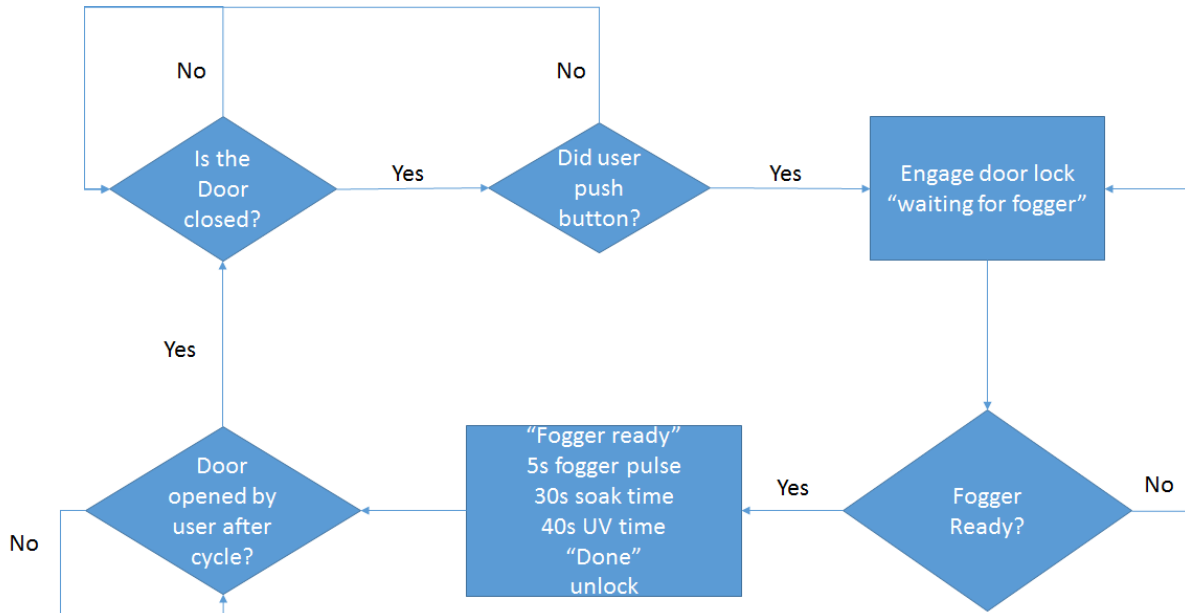 No
No
Is the
Door
closed?
Yes
Did user
push
button?
Yes
Engage door lock
“waiting for fogger”
Yes
Door
opened by
user after
cycle?
No
“Fogger ready”
5s fogger pulse
30s soak time
40s UV time
“Done”
unlock
Yes
Fogger
Ready?
No